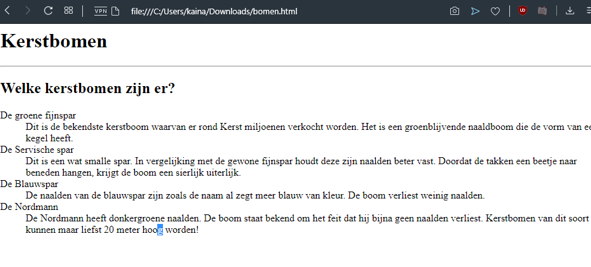 VPN file:///C:/Users/kaina/Downloads/bomen.html
Kerstbomen
Welke kerstbomen zijn er?
De groene fijnspar
Dit is de bekendste kerstboom waarvan er rond Kerst miljoenen verkocht worden. Het is een groenblijvende naaldboom die de vorm van ee
kegel heeft.
De Servische spar
Dit is een wat smalle spar. In vergelijking met de gewone fijnspar houdt deze zijn naalden beter vast. Doordat de takken een beetje naar
beneden hangen, krijgt de boom een sierlijk uiterlijk.
De Blauwspar
De naalden van de blauwspar zijn zoals de naam al zegt meer blauw van kleur. De boom verliest weinig naalden.
De Nordmann
De Nordmann heeft donkergroene naalden. De boom staat bekend om het feit dat hij bijna geen naalden verliest. Kerstbomen van dit soort
kunnen maar liefst 20 meter hoog worden!